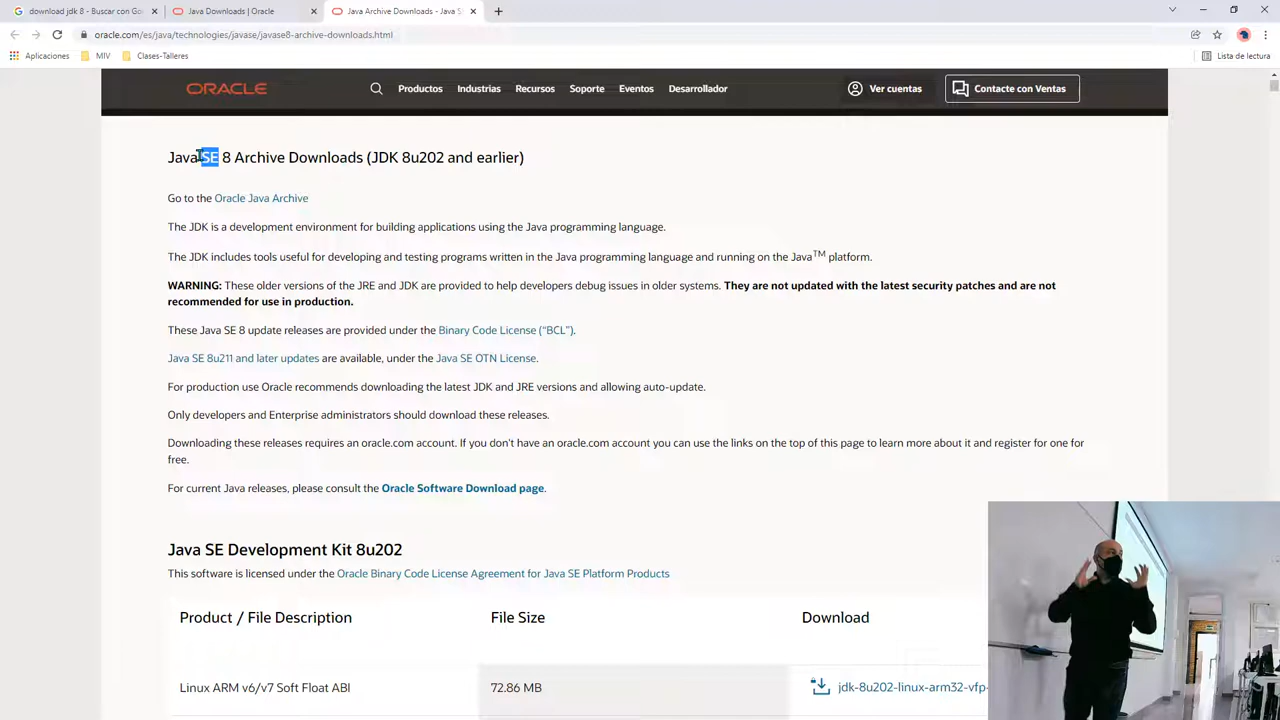 download jdk 8 - Buscar con Go
Java Downloads | Oracle
Java Archive Downloads - Java S
oracle.com/es/java/technologies/javase/javase8-archive-downloads.html
Aplicaciones
MIV
Clases-Talleres
Lista de lectura
ORACLE
Productos
Industrias
Recursos
Soporte
Eventos
Desarrollador
Ver cuentas
Contacte con Ventas
Java SE 8 Archive Downloads (JDK 8u202 and earlier)
Go to the Oracle Java Archive
The JDK is a development environment for building applications using the Java programming language.
The JDK includes tools useful for developing and testing programs written in the Java programming language and running on the Java™ platform.
WARNING: These older versions of the JRE and JDK are provided to help developers debug issues in older systems. They are not updated with the latest security patches and are not
recommended for use in production.
These Java SE 8 update releases are provided under the Binary Code License (“BCL”).
Java SE 8u211 and later updates are available, under the Java SE OTN License.
For production use Oracle recommends downloading the latest JDK and JRE versions and allowing auto-update.
Only developers and Enterprise administrators should download these releases.
Downloading these releases requires an oracle.com account. If you don't have an oracle.com account you can use the links on the top of this page to learn more about it and register for one for
free.
For current Java releases, please consult the Oracle Software Download page.
Java SE Development Kit 8u202
This software is licensed under the Oracle Binary Code License Agreement for Java SE Platform Products
Product / File Description
File Size
Download
Linux ARM v6/v7 Soft Float ABI
72.86 MB
jdk-8u202-linux-arm32-vfp-